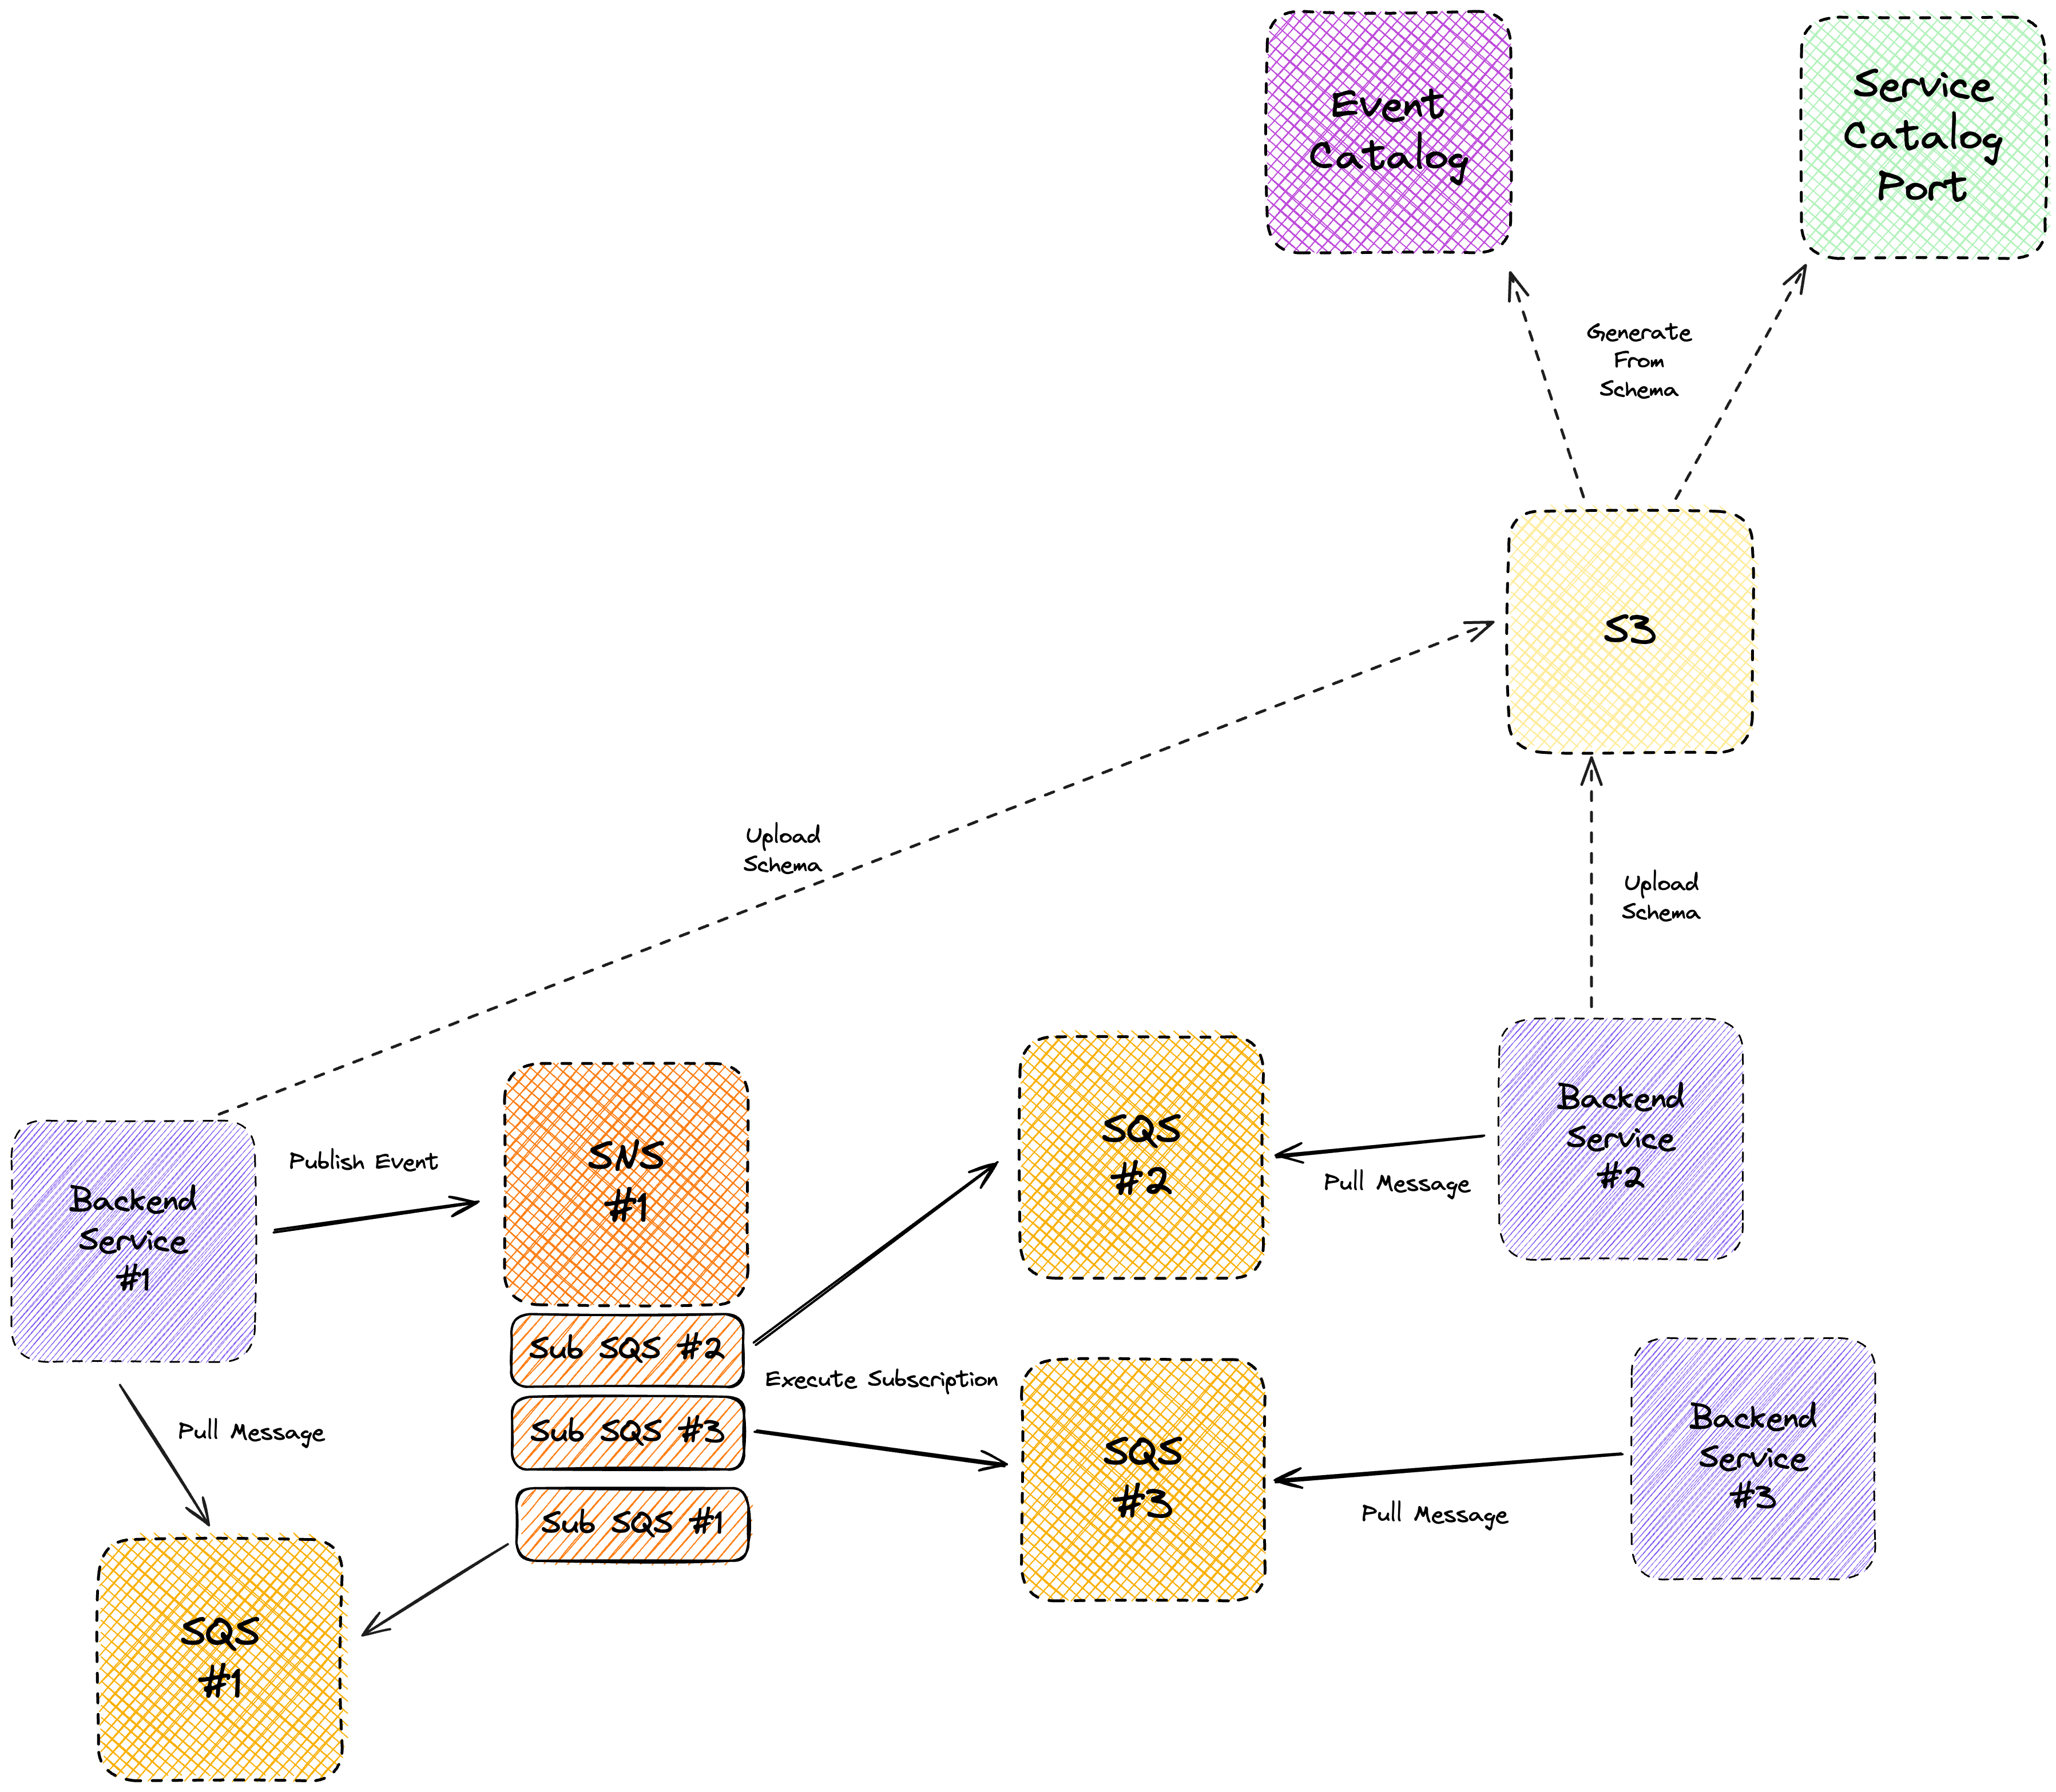 Event
Catalog
Service
Catalog
Port
Generate
From
Schema
S3
Upload
Schema
Upload
Schema
Backend
Service
#1
Publish Event
SNS
#1
SQS
#2
Pull Message
Backend
Service
#2
Sub SQS #2
Sub SQS #3
Sub SQS #1
Execute Subscription
SQS
#3
Pull Message
Backend
Service
#3
Pull Message
SQS
#1